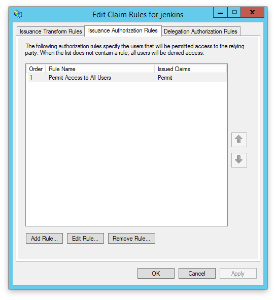 Edit Claim Rules for jenkins
Issuance Transform Rules Issuance Authorization Rules Delegation Authorization Rules
The following authorization rules specify the users that will be permitted access to the relying
party. When the list does not contain a rule, all users will be denied access.
Order Rule Name Issued Claims
1 Permit Access to All Users Permit
Add Rule... Edit Rule... Remove Rule...
OK Cancel Apply